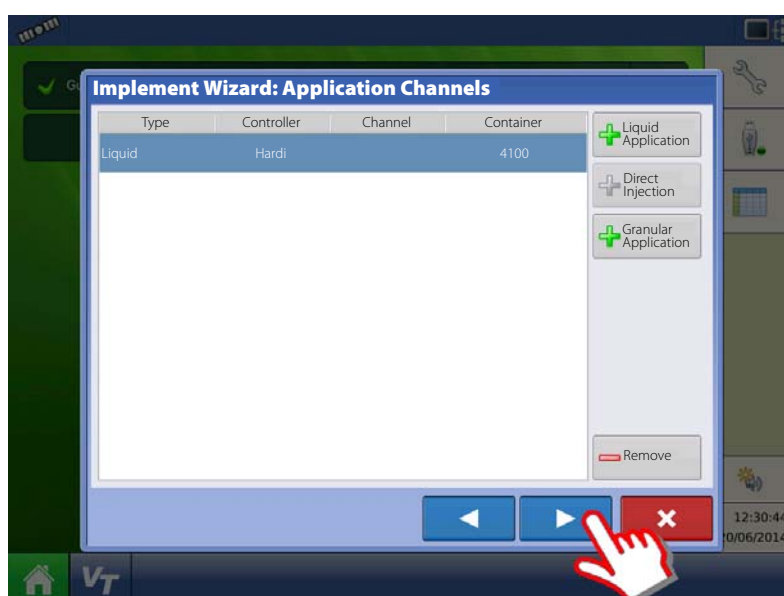 Implement Wizard: Application Channels
Type Controller Channel Container
Liquid Hardi 4100
Liquid
Application
Direct
Injection
Granular
Application
Remove
12:30:44
0/06/2014
VT